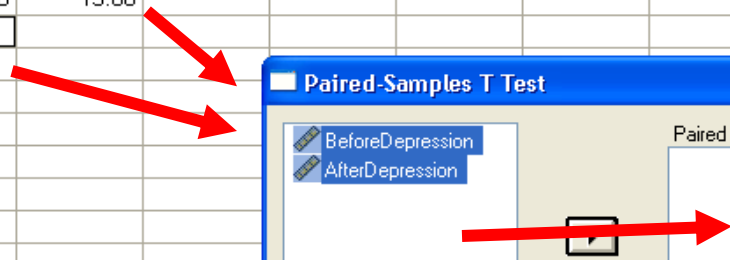 Paired-Samples T Test
BeforeDepression
Paired
AfterDepression